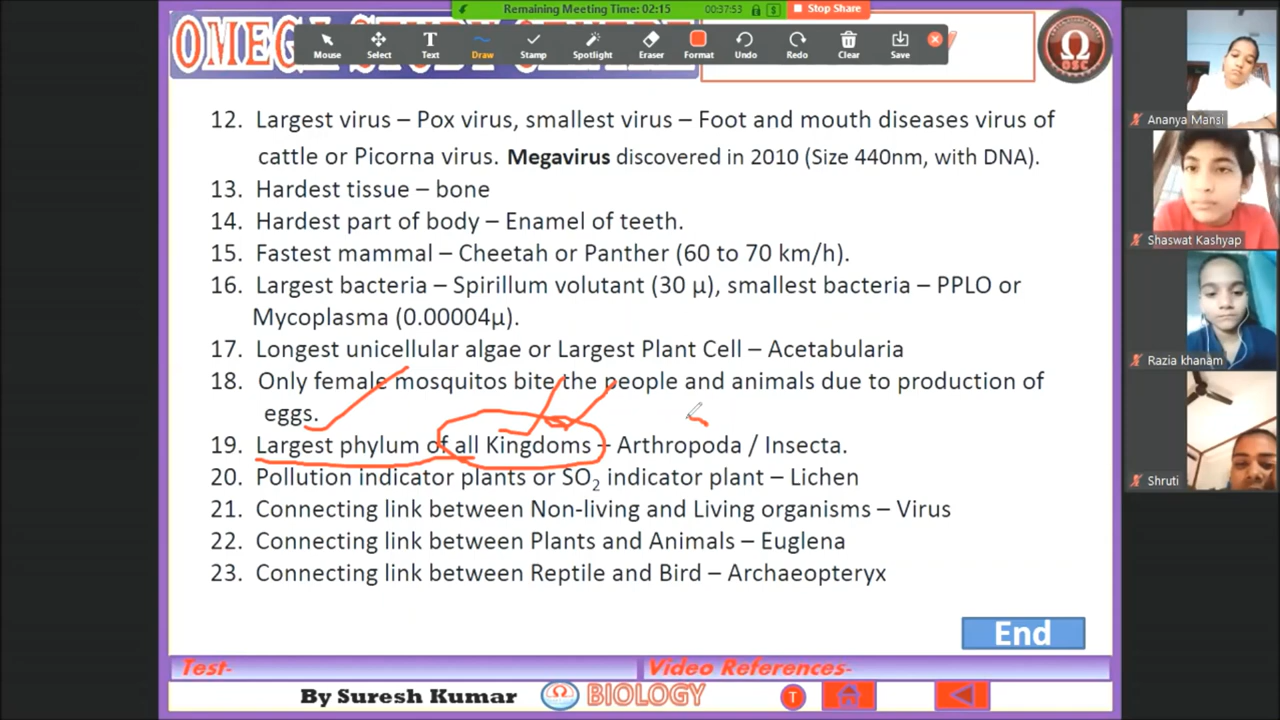 Remaining Meeting Time: 02:15 00:37:53 Stop Share
Mouse Select Text Draw Stamp Spotlight Eraser Format Undo Redo Clear Save
OMEGA STUDY
OSC
12. Largest virus – Pox virus, smallest virus – Foot and mouth diseases virus of
cattle or Picorna virus. Megavirus discovered in 2010 (Size 440nm, with DNA).
13. Hardest tissue – bone
14. Hardest part of body – Enamel of teeth.
15. Fastest mammal – Cheetah or Panther (60 to 70 km/h).
16. Largest bacteria – Spirillum volutant (30 μ), smallest bacteria – PPLO or
Mycoplasma (0.00004μ).
17. Longest unicellular algae or Largest Plant Cell – Acetabularia
18. Only female mosquitos bite the people and animals due to production of
eggs.
19. Largest phylum of all Kingdoms – Arthropoda / Insecta.
20. Pollution indicator plants or SO₂ indicator plant – Lichen
21. Connecting link between Non-living and Living organisms – Virus
22. Connecting link between Plants and Animals – Euglena
23. Connecting link between Reptile and Bird – Archaeopteryx
End
Test- Video References-
By Suresh Kumar BIOLOGY T
Ananya Mansi
Shaswat Kashyap
Razia khanam
Shruti